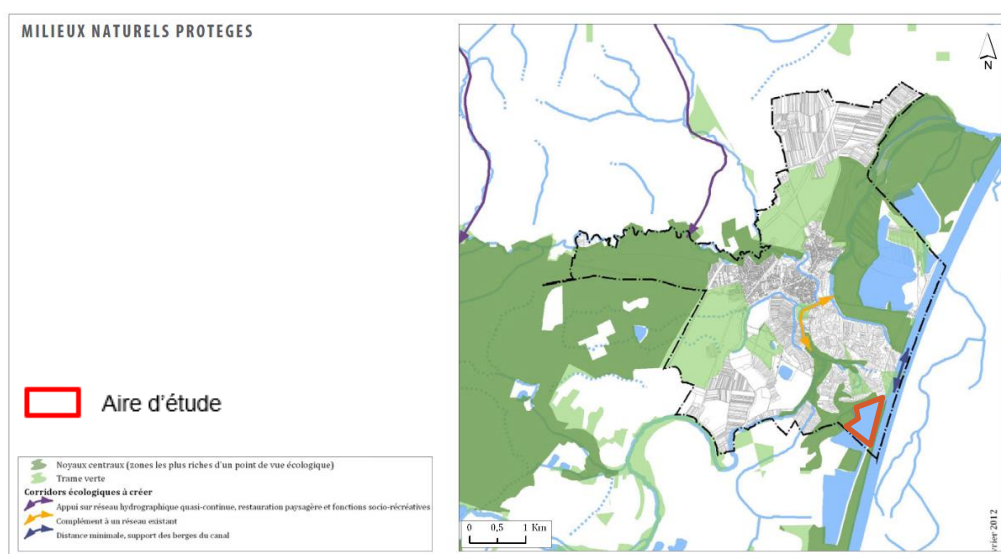 MILIEUX NATURELS PROTEGES
N
Aire d'étude
Noyaux centraux (zones les plus riches d'un point de vue écologique)
Trame verte
Corridors écologiques à créer
Appui sur réseau hydrographique quasi-continue, restauration paysagère et fonctions socio-récréatives
Complément à un réseau existant
Distance minimale, support des berges du canal
0 0,5 1 Km
rier 2012